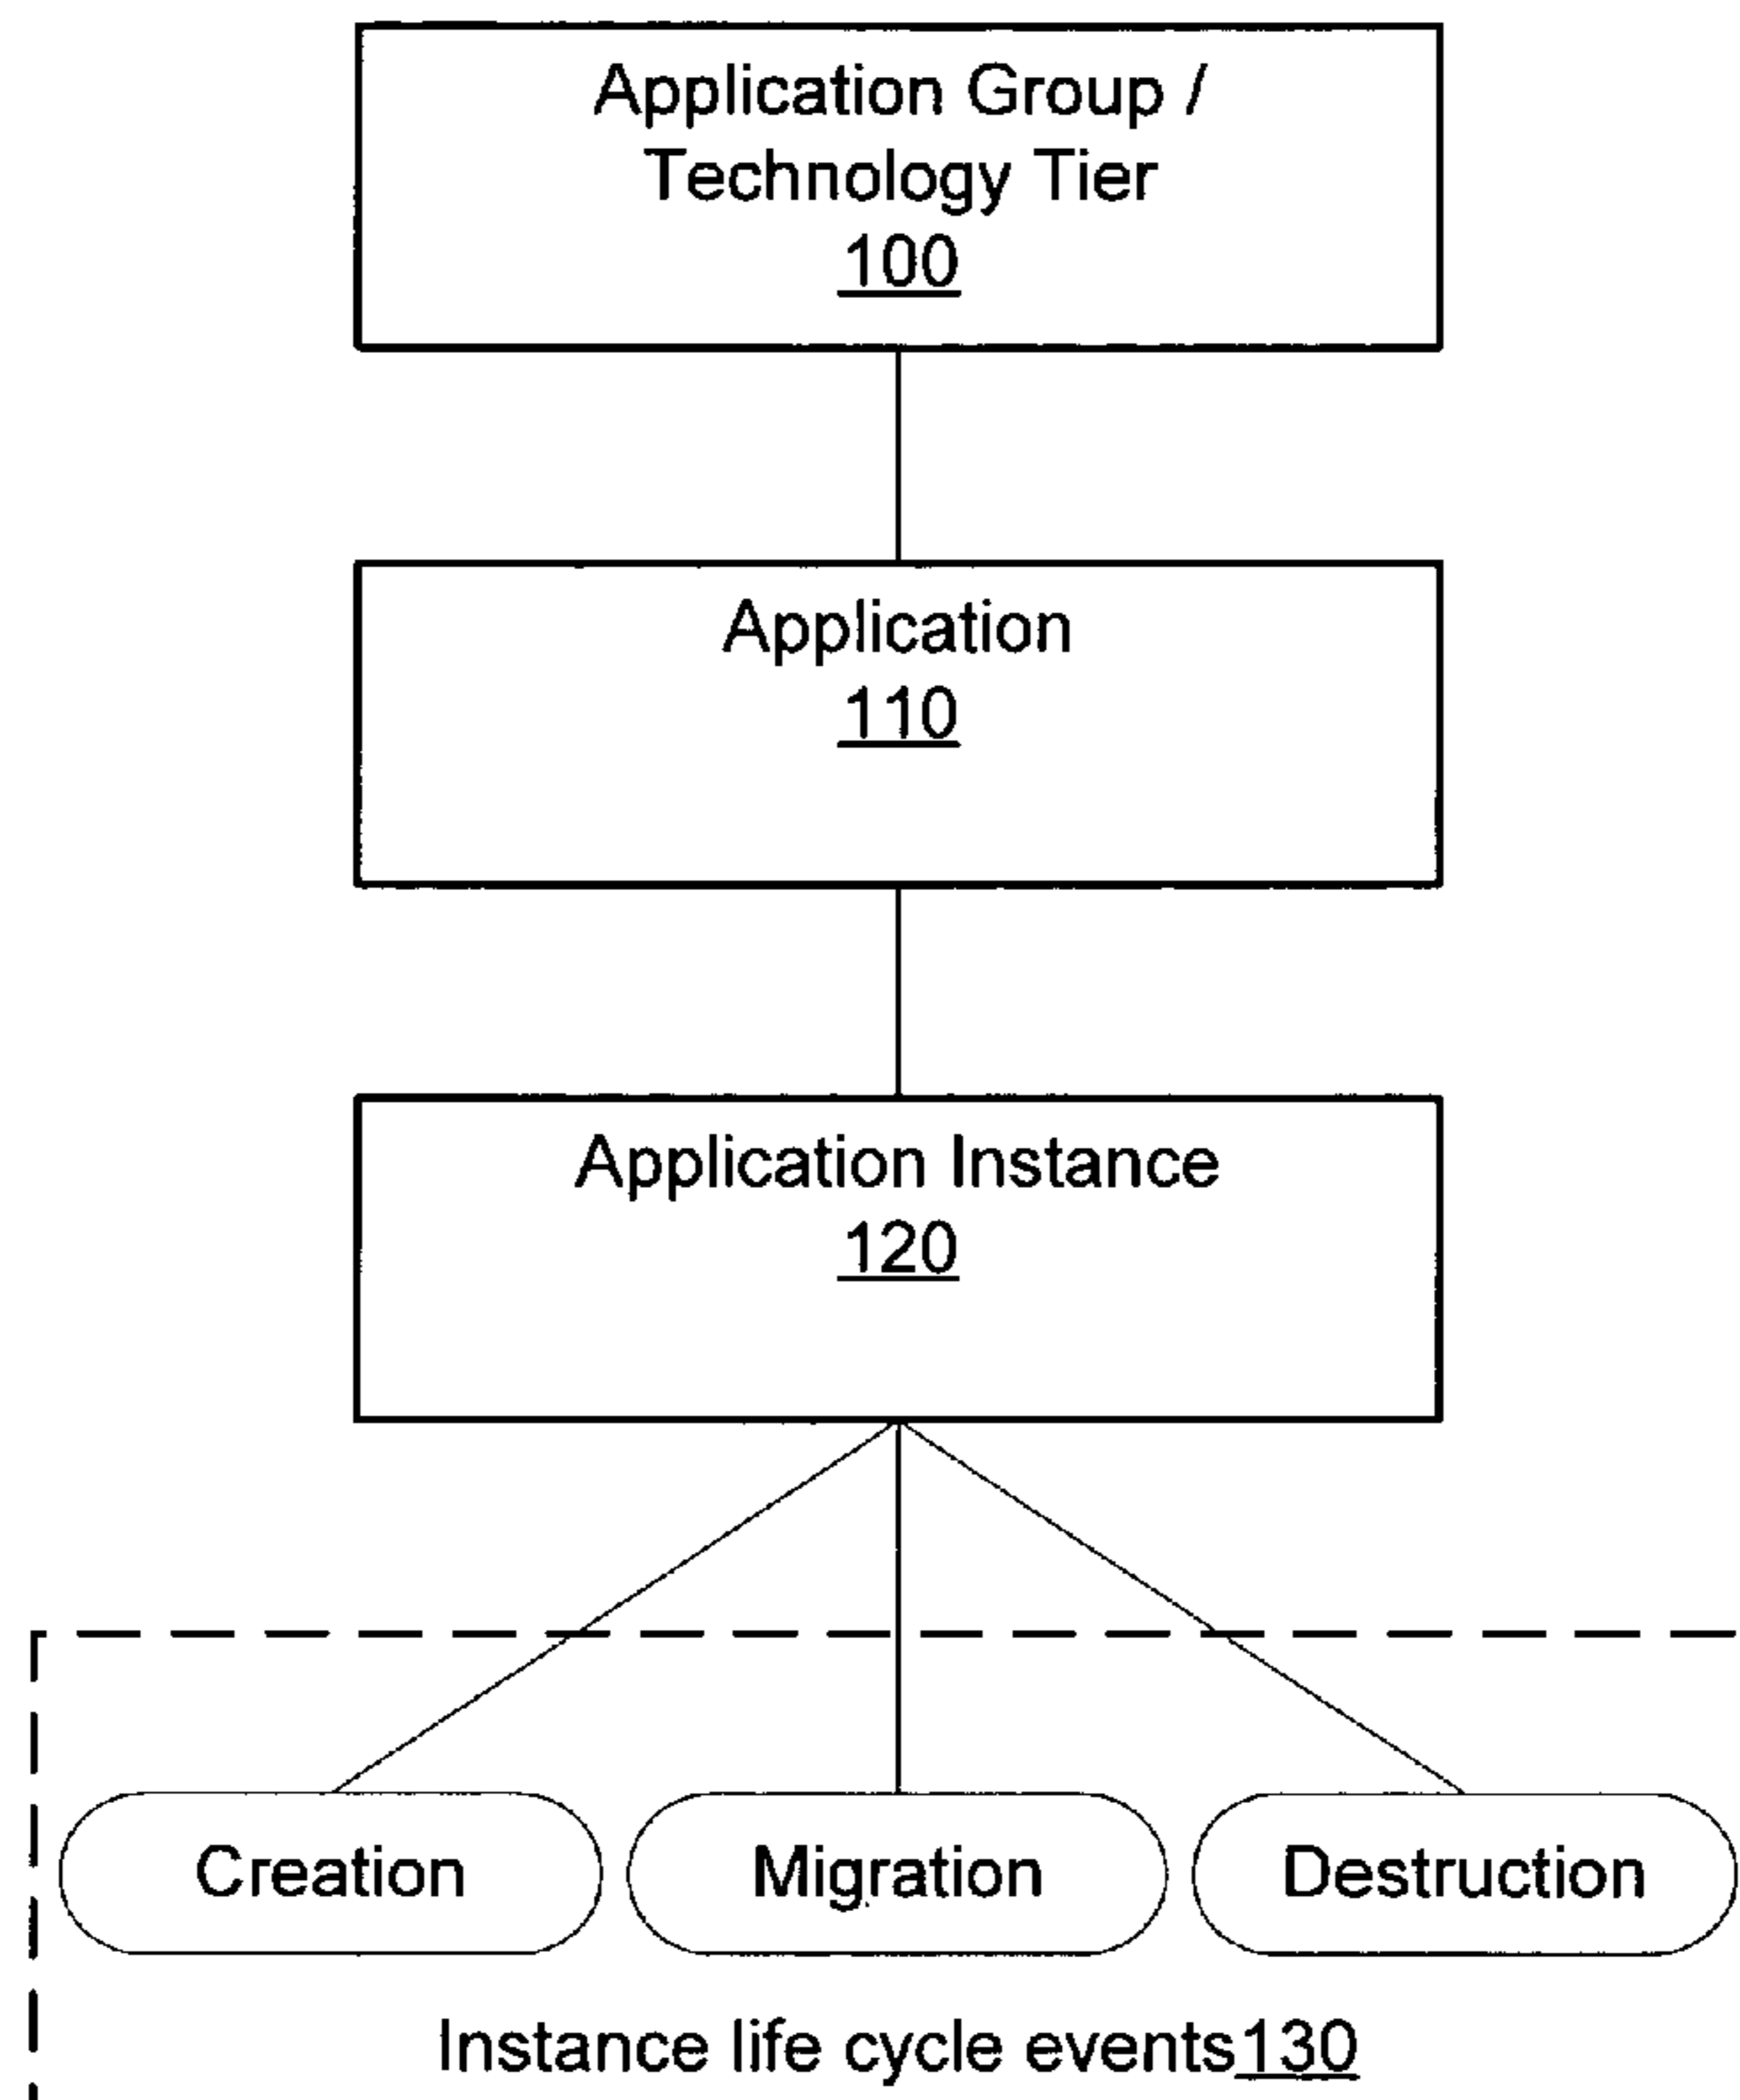 Application Group /
Technology Tier
100
Application
110
Application Instance
120
Creation
Migration
Destruction
Instance life cycle events130